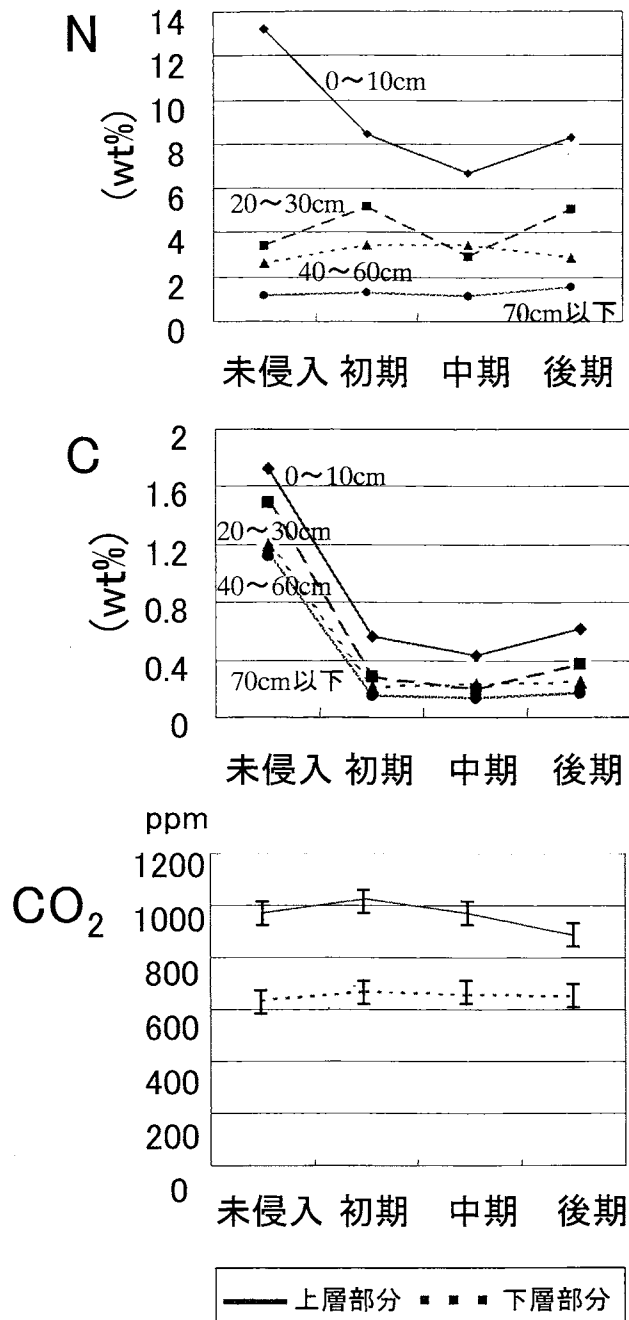 N
(wt%)
14
12
10
8
6
4
2
0
0～10cm
20～30cm
40～60cm
70cm以下
未侵入 初期 中期 後期
C
(wt%)
2
1.6
1.2
0.8
0.4
0
0～10cm
20～30cm
40～60cm
70cm以下
未侵入 初期 中期 後期
ppm
CO₂
1200
1000
800
600
400
200
0
未侵入 初期 中期 後期
上層部分 下層部分